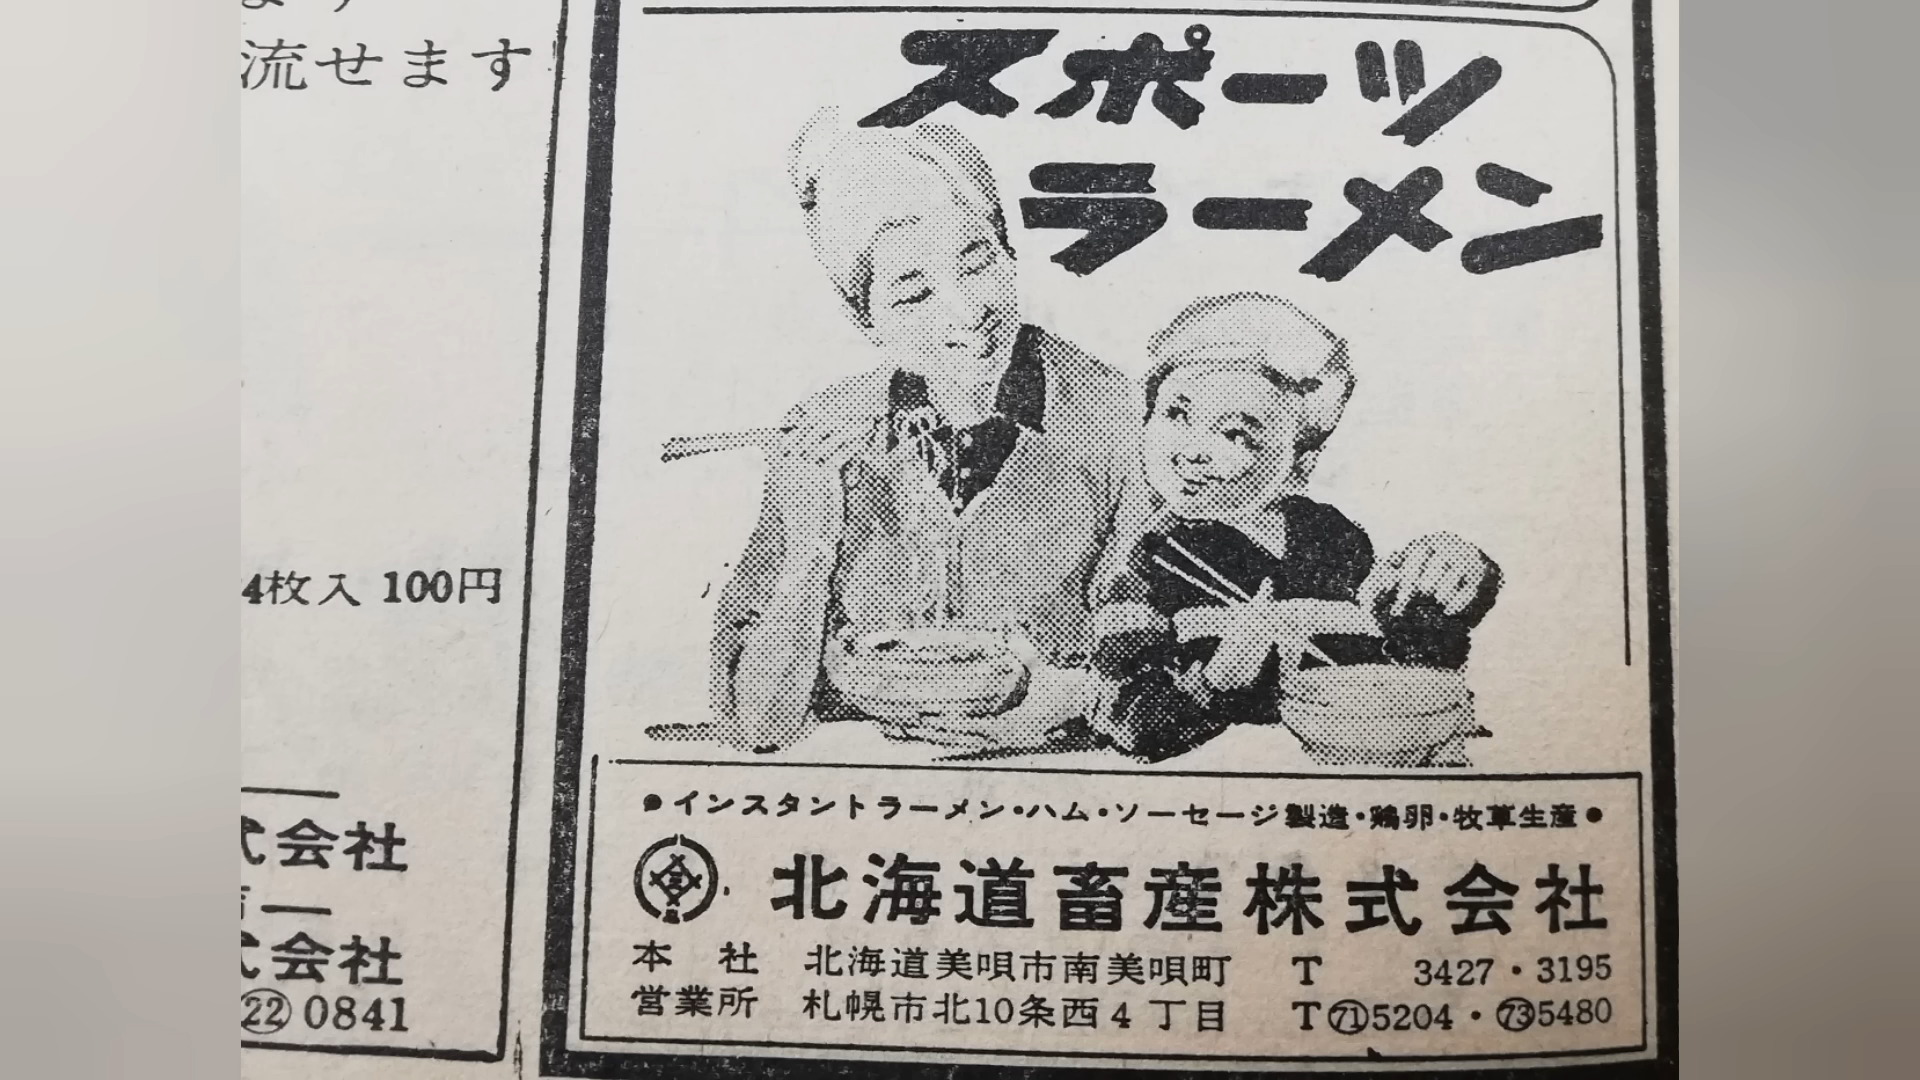 流せます
4枚入 100円
式会社
式会社
㉒0841
スポーツ
ラーメン
●インスタントラーメン・ハム・ソーセージ製造・鶏卵・牧草生産●
北海道畜産株式会社
本 社 北海道美唄市南美唄町 T 3427・3195
営業所 札幌市北10条西4丁目 T(71)5204・(73)5480